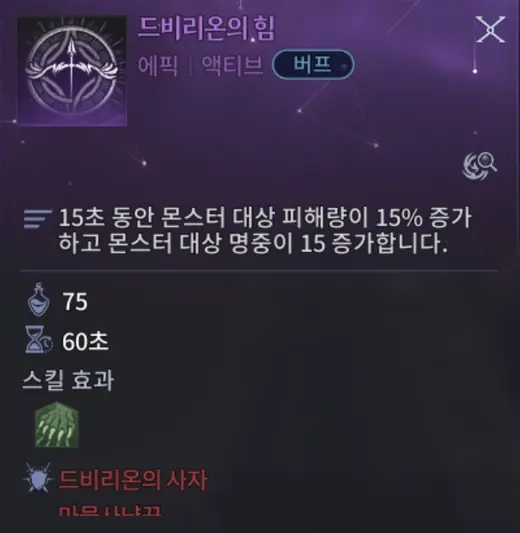 드비리온의 힘
에픽 | 액티브 버프
15초 동안 몬스터 대상 피해량이 15% 증가
하고 몬스터 대상 명중이 15 증가합니다.
75
60초
스킬 효과
드비리온의 사자